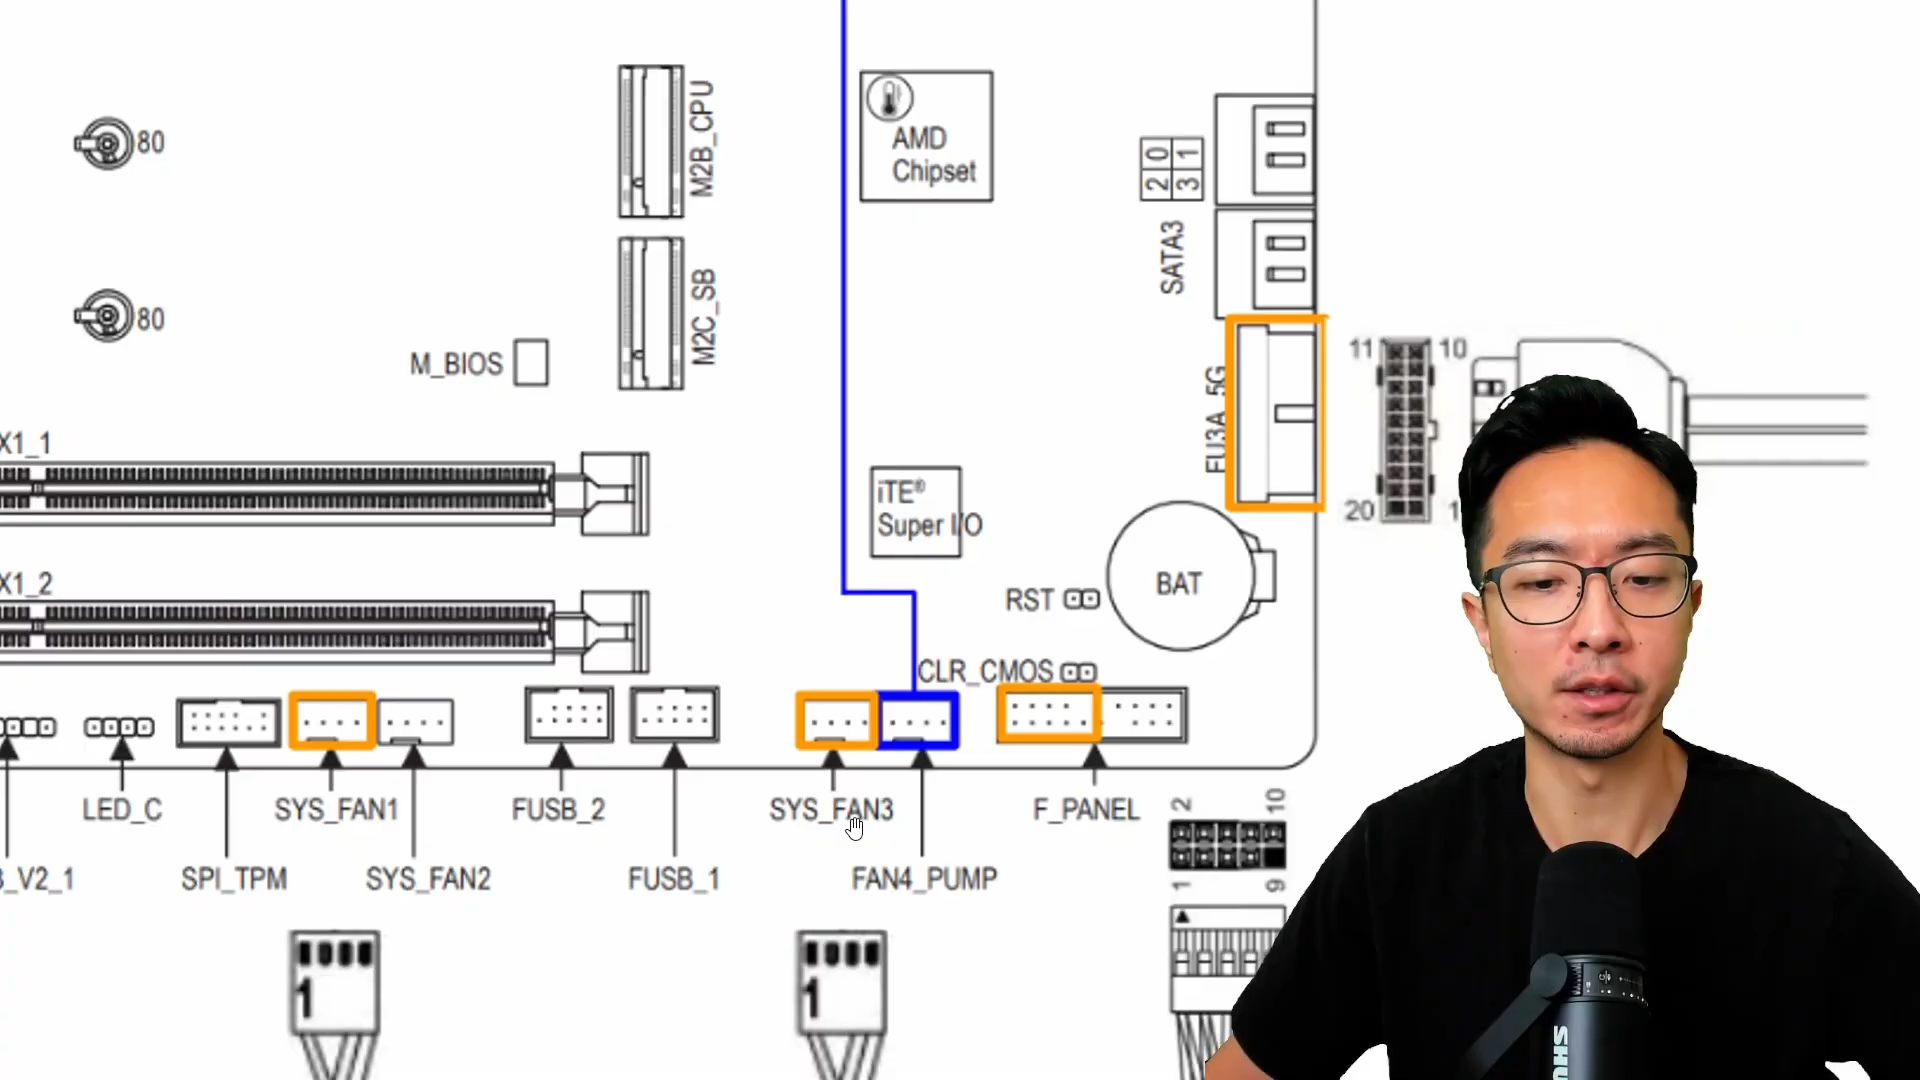 M2B_CPU
AMD
Chipset
80
0 1
2 3
SATA3
M2C_SB
80
M_BIOS
FU3A_5G
11 10
20 1
X1_1
iTE®
Super I/O
BAT
RST
X1_2
CLR_CMOS
LED_C
SYS_FAN1
FUSB_2
SYS_FAN3
F_PANEL
2 10
_V2_1
SPI_TPM
SYS_FAN2
FUSB_1
FAN4_PUMP
1 9
1
1
SHU